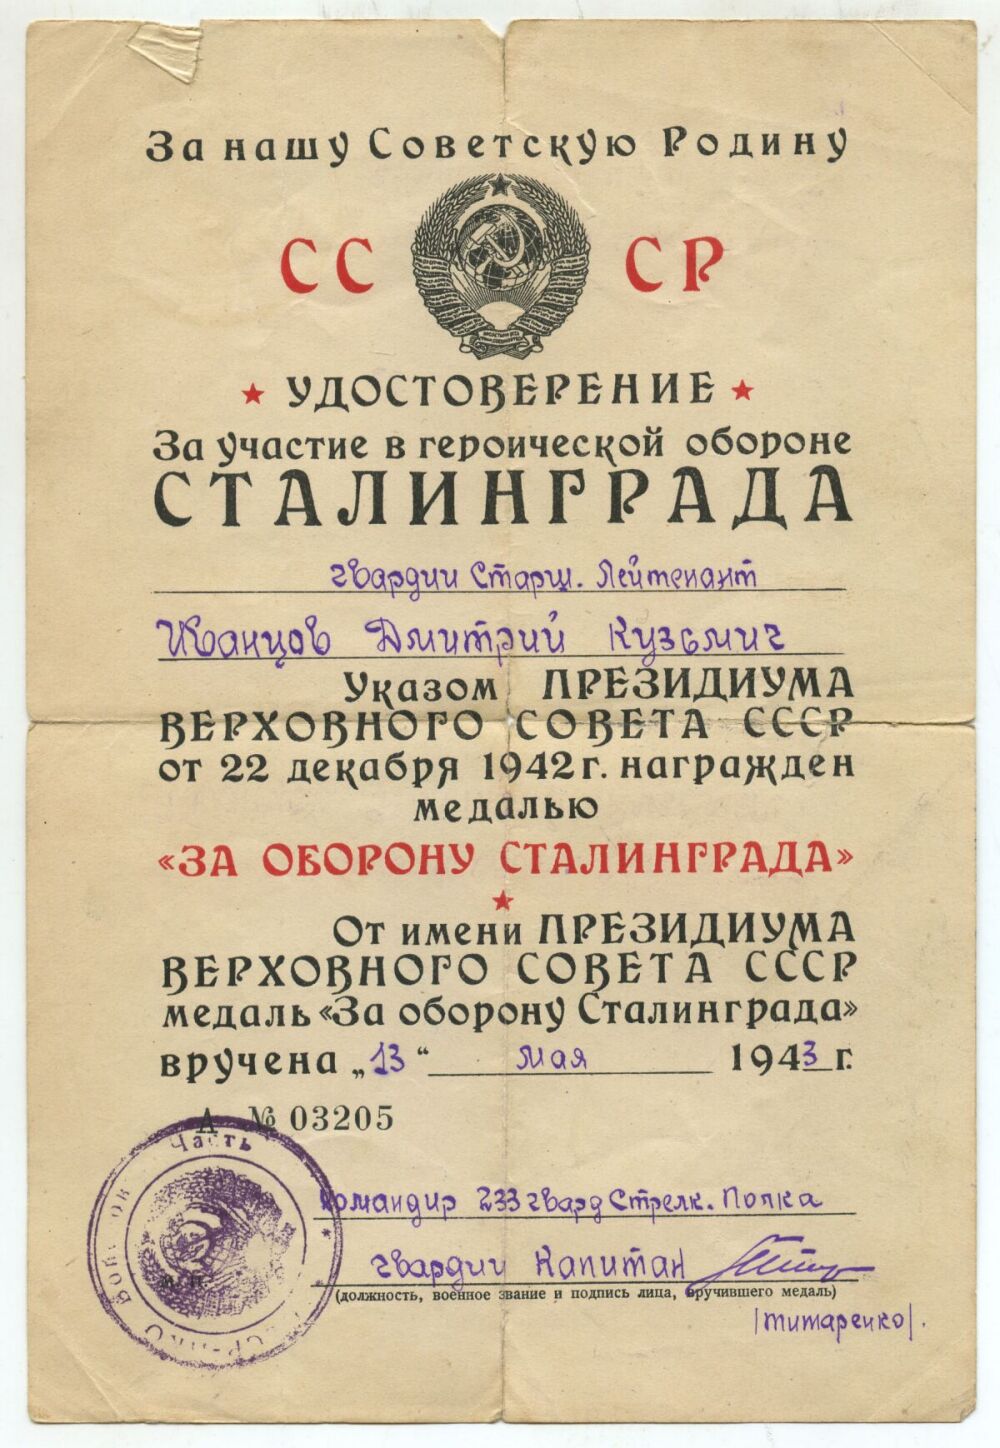 За нашу Советскую Родину
СС СР
УДОСТОВЕРЕНИЕ
За участие в героической обороне
СТАЛИНГРАДА
гвардии Старш. Лейтенант
Иванцов Дмитрий Кузьмич
Указом ПРЕЗИДИУМА
ВЕРХОВНОГО СОВЕТА СССР
от 22 декабря 1942 г. награжден
медалью
«ЗА ОБОРОНУ СТАЛИНГРАДА»
От имени ПРЕЗИДИУМА
ВЕРХОВНОГО СОВЕТА СССР
медаль «За оборону Сталинграда»
вручена „13“ мая 1943 г.
А № 03205
Часть
Командир 233 гвард Стрелк. Полка
гвардии Капитан
(должность, военное звание и подпись лица, вручившего медаль)
|титаренко|.